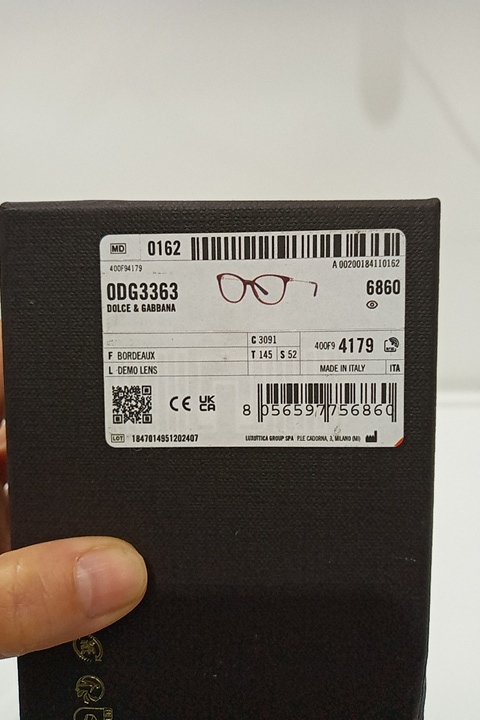 MD 0162
400F94179
A 00200184110162
0DG3363
DOLCE & GABBANA
6860
C 3091
F BORDEAUX
T 145 S 52
400F9 4179
L DEMO LENS
MADE IN ITALY
ITA
CE UK CA
8 056597 756860
LOT 1847014951202407
LUXOTTICA GROUP SPA P.LE CADORNA, 3, MILANO (MI)